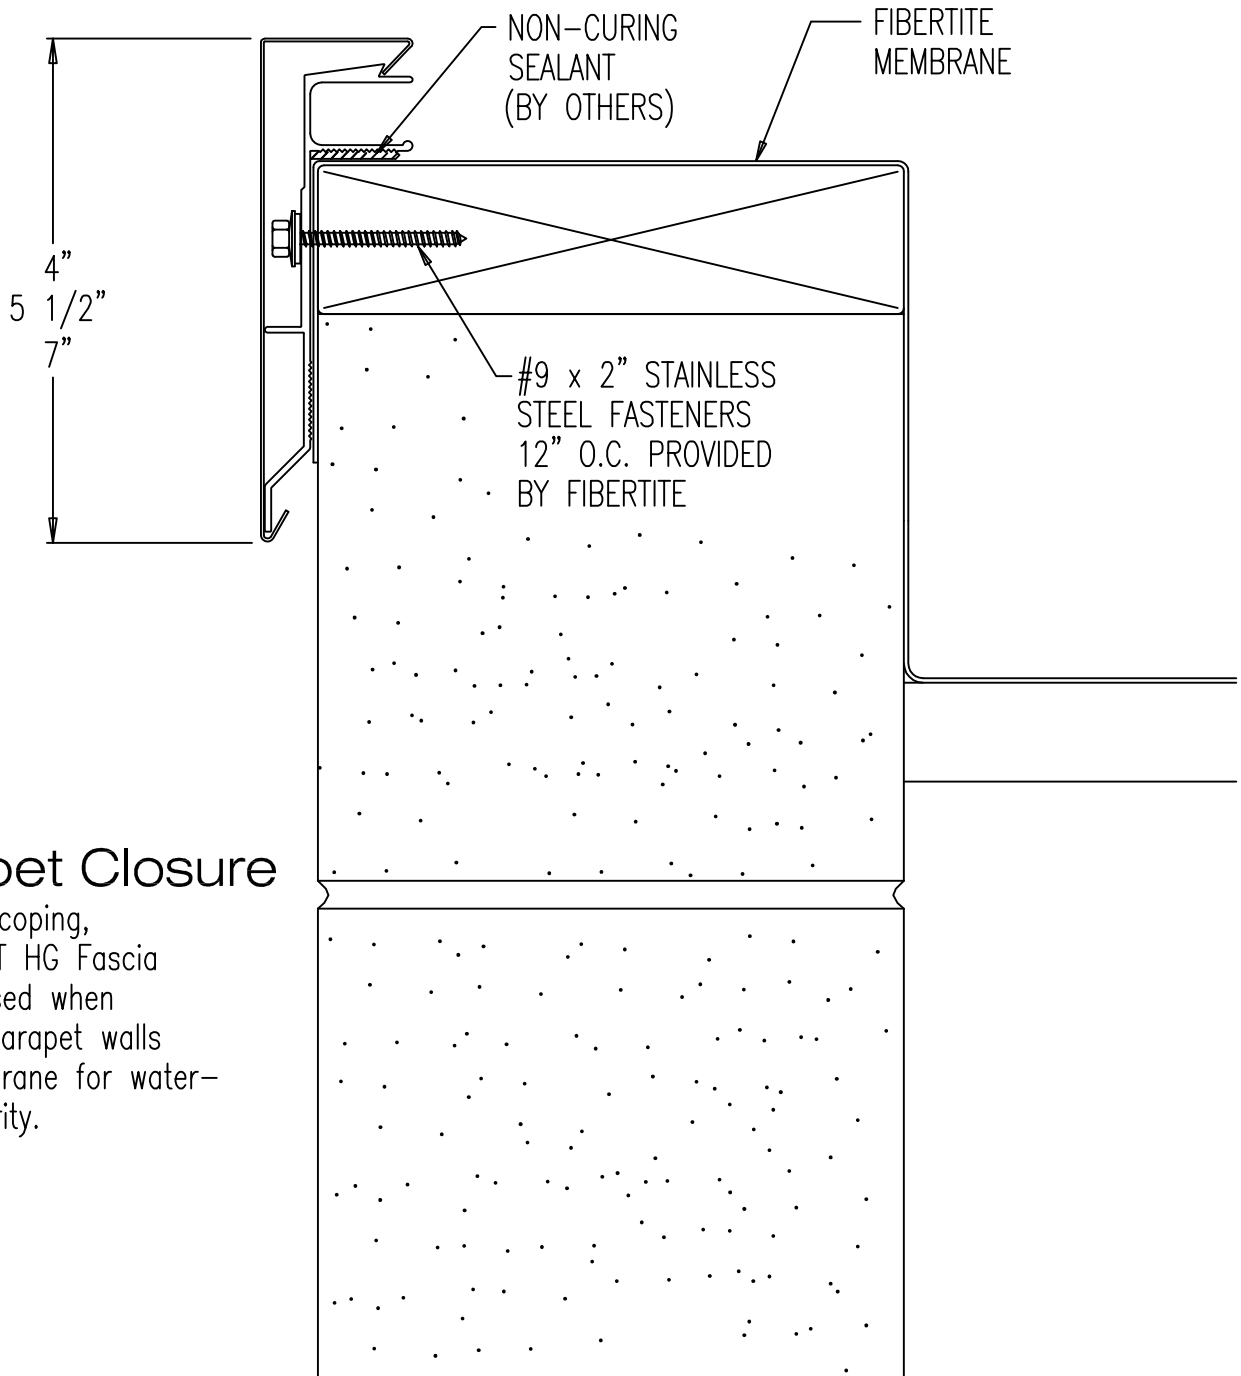 NON-CURING
SEALANT
(BY OTHERS)
FIBERTITE
MEMBRANE
4"
5 1/2"
7"
#9 x 2" STAINLESS
STEEL FASTENERS
12" O.C. PROVIDED
BY FIBERTITE
pet Closure
coping,
T HG Fascia
sed when
arapet walls
rane for water-
rity.